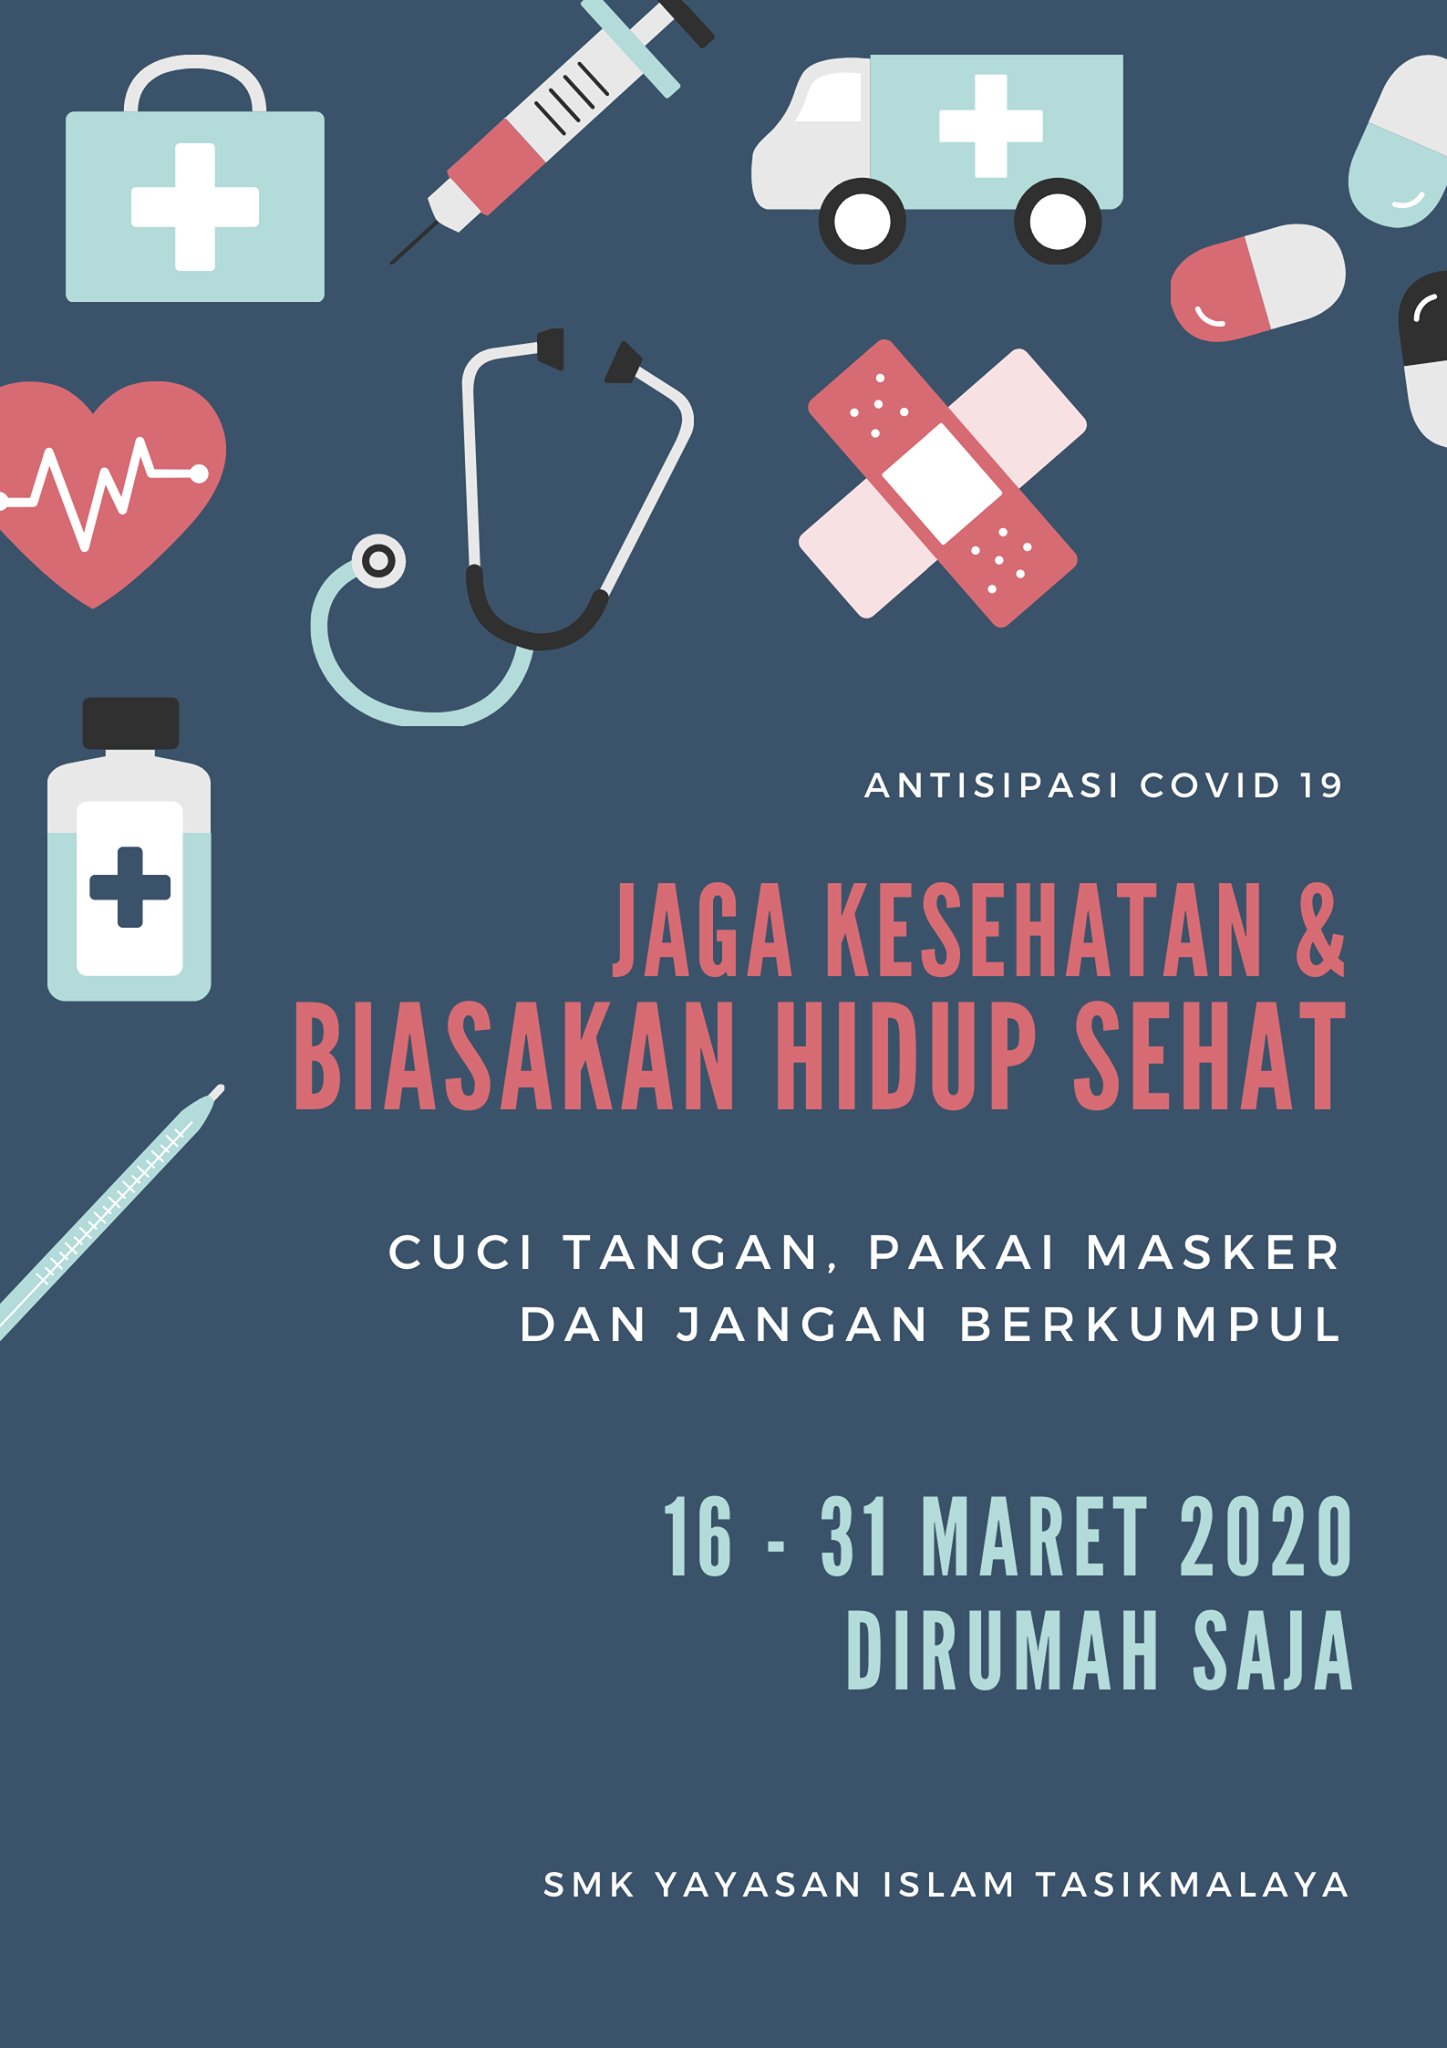 ANTISIPASI COVID 19
JAGA KESEHATAN &
BIASAKAN HIDUP SEHAT
CUCI TANGAN, PAKAI MASKER
DAN JANGAN BERKUMPUL
16 - 31 MARET 2020
DIRUMAH SAJA
SMK YAYASAN ISLAM TASIKMALAYA